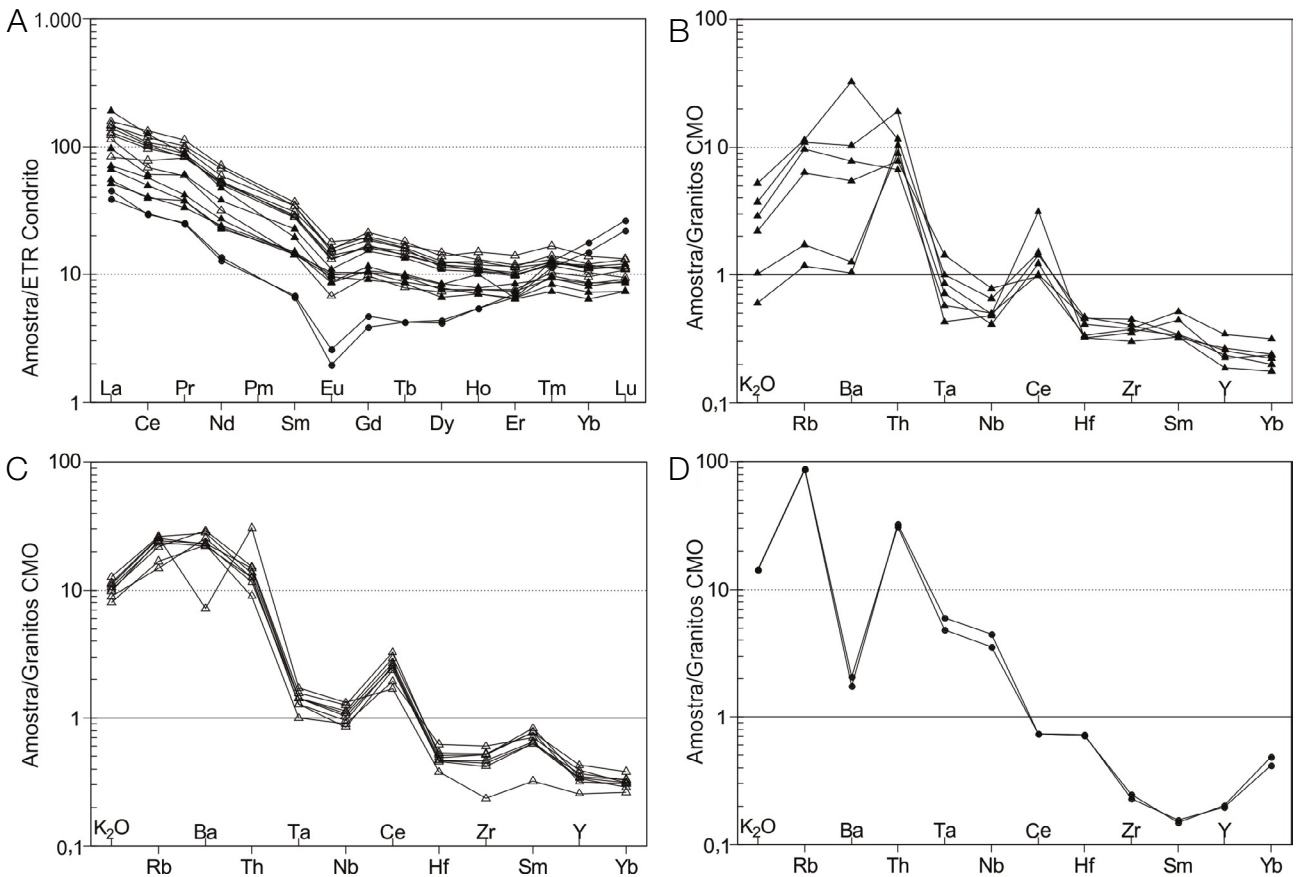 A
1.000
100
10
1
Amostra/ETR Condrito
La Pr Pm Eu Tb Ho Tm Lu
Ce Nd Sm Gd Dy Er Yb
B
100
10
1
0,1
Amostra/Granitos CMO
K2O Ba Ta Ce Zr Y
Rb Th Nb Hf Sm Yb
C
100
10
1
0,1
Amostra/Granitos CMO
K2O Ba Ta Ce Zr Y
Rb Th Nb Hf Sm Yb
D
100
10
1
0,1
Amostra/Granitos CMO
K2O Ba Ta Ce Zr Y
Rb Th Nb Hf Sm Yb